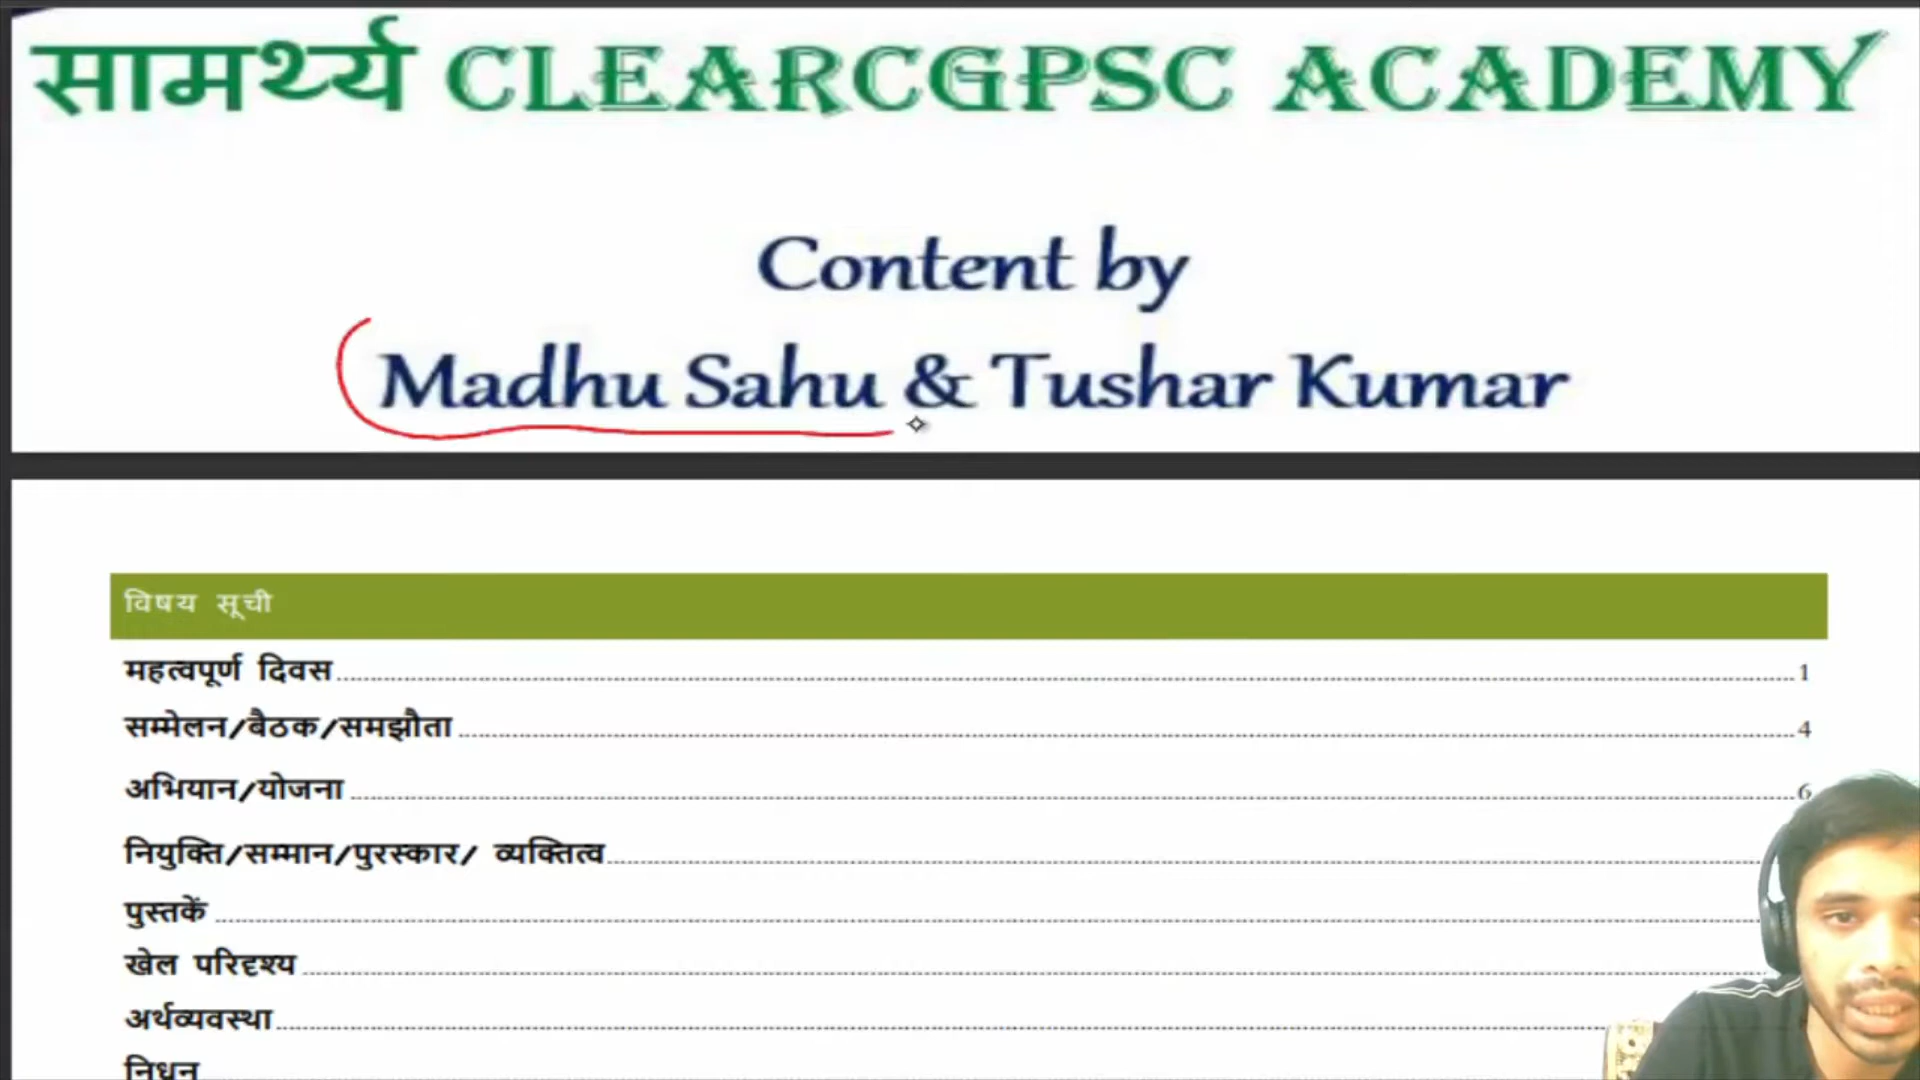 सामर्थ्य CLEARCGPSC ACADEMY
Content by
Madhu Sahu & Tushar Kumar
विषय सूची
महत्वपूर्ण दिवस 1
सम्मेलन/बैठक/समझौता 4
अभियान/योजना 6
नियुक्ति/सम्मान/पुरस्कार/ व्यक्तित्व
पुस्तकें
खेल परिदृश्य
अर्थव्यवस्था
निधन